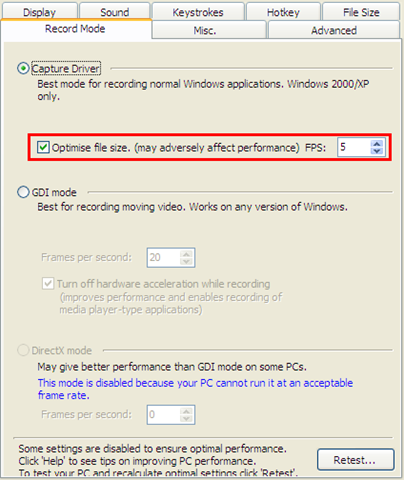 Display Sound Keystrokes Hotkey File Size
Record Mode Misc. Advanced
Capture Driver
Best mode for recording normal Windows applications. Windows 2000/XP
only.
Optimise file size. (may adversely affect performance) FPS: 5
GDI mode
Best for recording moving video. Works on any version of Windows.
Frames per second: 20
Turn off hardware acceleration while recording
(improves performance and enables recording of
media player-type applications)
DirectX mode
May give better performance than GDI mode on some PCs.
This mode is disabled because your PC cannot run it at an acceptable
frame rate.
Frames per second: 0
Some settings are disabled to ensure optimal performance.
Click 'Help' to see tips on improving PC performance.
To test your PC and recalculate optimal settings click 'Retest'.
Retest...